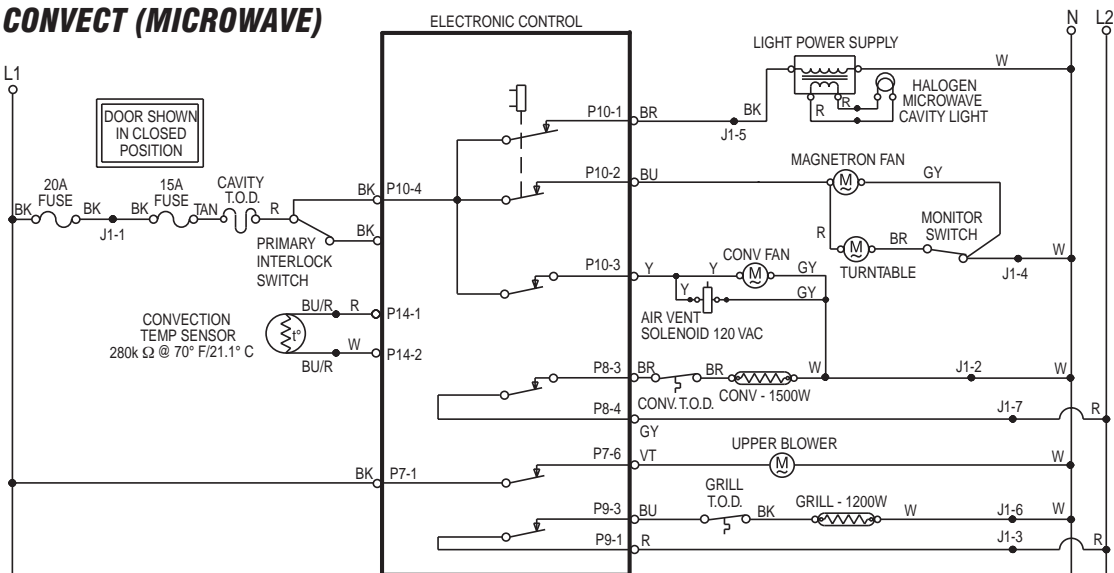 CONVECT (MICROWAVE)
ELECTRONIC CONTROL
N
L2
L1
LIGHT POWER SUPPLY
W
DOOR SHOWN
IN CLOSED
POSITION
R
R
HALOGEN
MICROWAVE
CAVITY LIGHT
P10-1
BR
BK
J1-5
MAGNETRON FAN
P10-2
BU
M
GY
20A
FUSE
15A
FUSE
CAVITY
T.O.D.
BK
P10-4
BK
BK
BK
TAN
R
J1-1
BK
PRIMARY
INTERLOCK
SWITCH
MONITOR
SWITCH
R
M
BR
TURNTABLE
W
J1-4
P10-3
Y
Y
CONV FAN
M
GY
Y
GY
AIR VENT
SOLENOID 120 VAC
CONVECTION
TEMP SENSOR
280k Ω @ 70° F/21.1° C
t°
BU/R
R
P14-1
W
P14-2
BU/R
P8-3
BR
BR
W
J1-2
W
CONV.T.O.D.
CONV - 1500W
P8-4
GY
J1-7
R
P7-6
VT
UPPER BLOWER
M
W
BK
P7-1
GRILL
T.O.D.
P9-3
BU
BK
GRILL - 1200W
W
J1-6
W
P9-1
R
J1-3
R